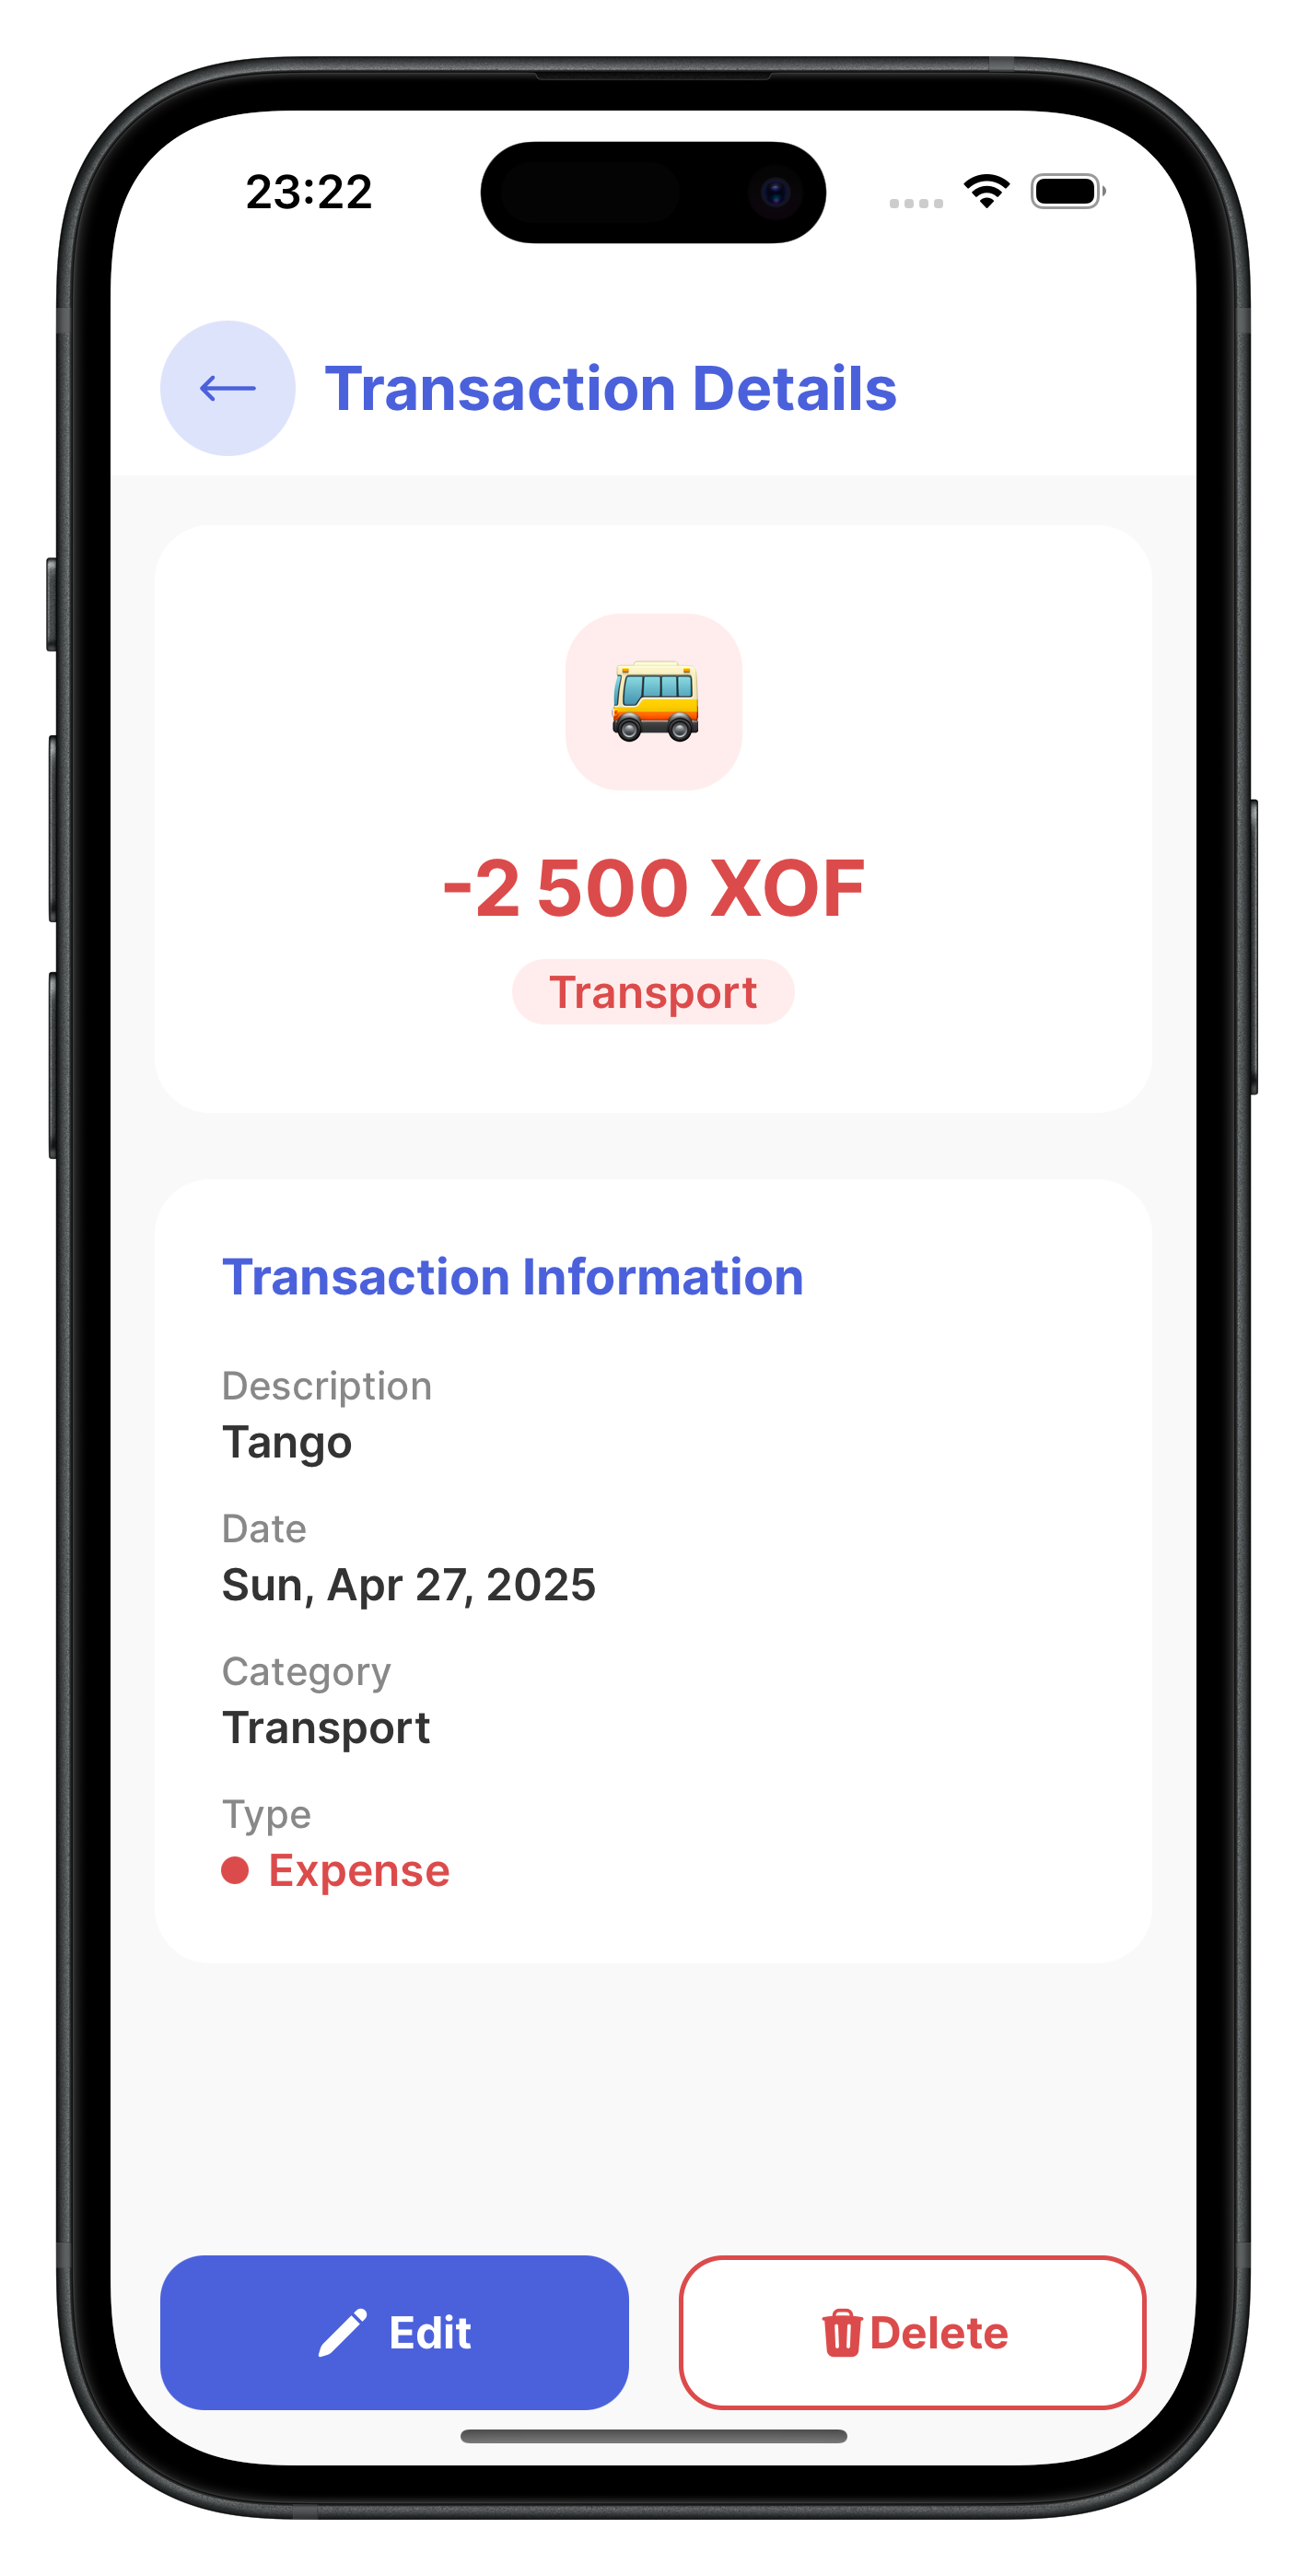 23:22
Transaction Details
-2 500 XOF
Transport
Transaction Information
Description
Tango
Date
Sun, Apr 27, 2025
Category
Transport
Type
Expense
Edit
Delete